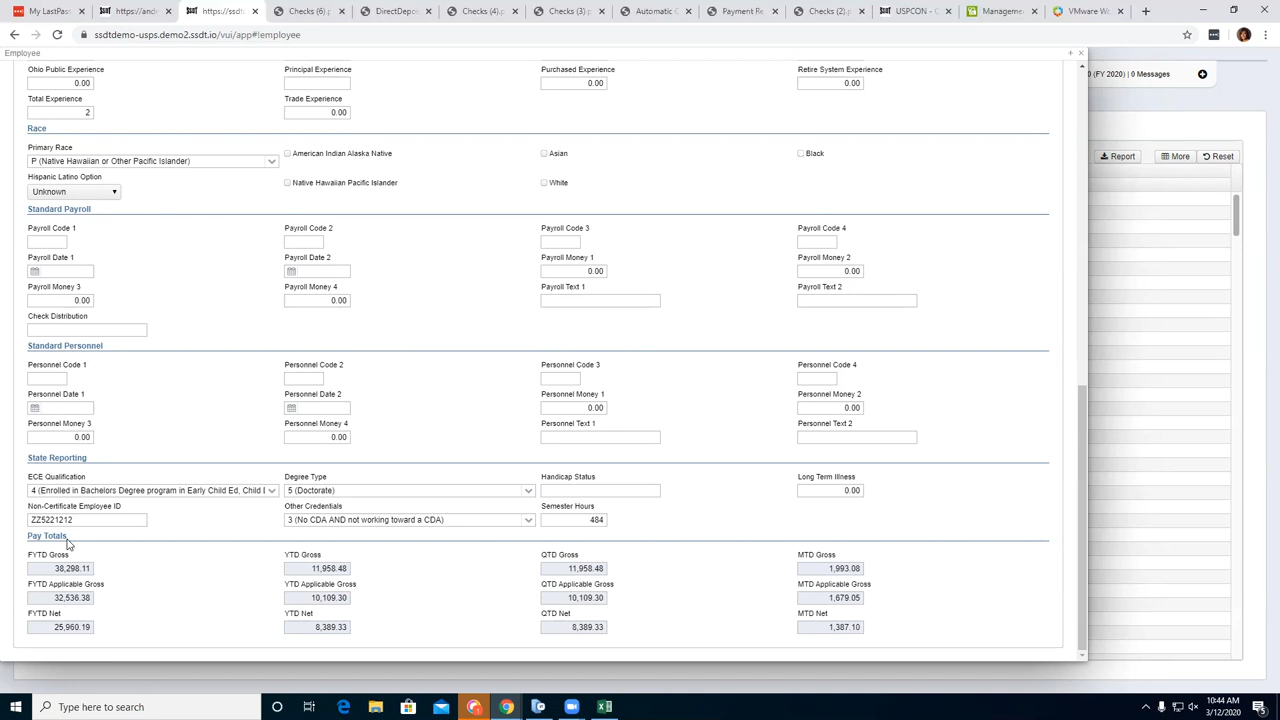 My LastPass
https://ande
https://ssdt
Checks (6).p
DirectDepos
Checks (4).p
Checks (3).p
Automatic C
Payment Re
Checks (2).p
USPCON - C
Managemen
VMware Wo
ssdtdemo-usps.demo2.ssdt.io/vui/app#!employee
Employee
0 (FY 2020) | 0 Messages
Report
More
Reset
Ohio Public Experience
Principal Experience
Purchased Experience
Retire System Experience
0.00
0.00
0.00
Total Experience
Trade Experience
2
0.00
Race
Primary Race
P (Native Hawaiian or Other Pacific Islander)
American Indian Alaska Native
Asian
Black
Hispanic Latino Option
Unknown
Native Hawaiian Pacific Islander
White
Standard Payroll
Payroll Code 1
Payroll Code 2
Payroll Code 3
Payroll Code 4
Payroll Date 1
Payroll Date 2
Payroll Money 1
Payroll Money 2
0.00
0.00
Payroll Money 3
Payroll Money 4
Payroll Text 1
Payroll Text 2
0.00
0.00
Check Distribution
Standard Personnel
Personnel Code 1
Personnel Code 2
Personnel Code 3
Personnel Code 4
Personnel Date 1
Personnel Date 2
Personnel Money 1
Personnel Money 2
0.00
0.00
Personnel Money 3
Personnel Money 4
Personnel Text 1
Personnel Text 2
0.00
0.00
State Reporting
ECE Qualification
Degree Type
Handicap Status
Long Term Illness
4 (Enrolled in Bachelors Degree program in Early Child Ed, Child D
5 (Doctorate)
0.00
Non-Certificate Employee ID
Other Credentials
Semester Hours
ZZ5221212
3 (No CDA AND not working toward a CDA)
484
Pay Totals
FYTD Gross
YTD Gross
QTD Gross
MTD Gross
38,298.11
11,958.48
11,958.48
1,993.08
FYTD Applicable Gross
YTD Applicable Gross
QTD Applicable Gross
MTD Applicable Gross
32,536.38
10,109.30
10,109.30
1,679.05
FYTD Net
YTD Net
QTD Net
MTD Net
25,960.19
8,389.33
8,389.33
1,387.10
Type here to search
10:44 AM
3/12/2020